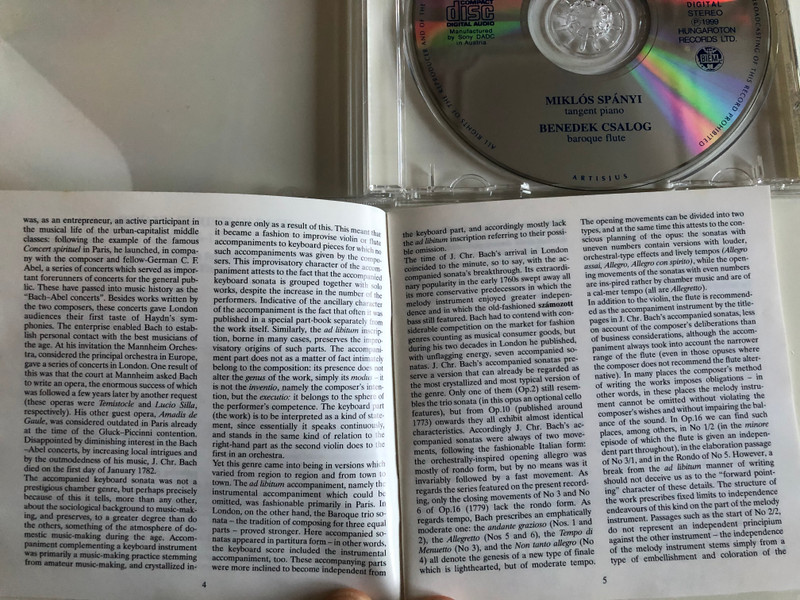 COMPACT
disc
DIGITAL AUDIO
Manufactured
by Sony DADC
in Austria
DIGITAL
STEREO
Ⓟ1999
HUNGAROTON
RECORDS LTD.
BIEM
MIKLÓS SPÁNYI
tangent piano
BENEDEK CSALOG
baroque flute
ARTISJUS
ALL RIGHTS OF THE PRODUCER AND OF THE
BROADCASTING OF THIS RECORD PROHIBITED
was, as an entrepreneur, an active participant in
the musical life of the urban-capitalist middle
classes: following the example of the famous
Concert spirituel in Paris, he launched, in compa-
ny with the composer and fellow-German C. F.
Abel, a series of concerts which served as impor-
tant forerunners of concerts for the general pub-
lic. These have passed into music history as the
"Bach–Abel concerts". Besides works written by
the two composers, these concerts gave London
audiences their first taste of Haydn's sym-
phonies. The enterprise enabled Bach to estab-
lish personal contact with the best musicians of
the age. At his invitation the Mannheim Orches-
tra, considered the principal orchestra in Europe,
gave a series of concerts in London. One result of
this was that the court at Mannheim asked Bach
to write an opera, the enormous success of which
was followed a few years later by another request
(these operas were Temistocle and Lucio Silla,
respectively). His other guest opera, Amadis de
Gaule, was considered outdated in Paris already
at the time of the Gluck–Piccinni contention.
Disappointed by diminishing interest in the Bach
–Abel concerts, by increasing local intrigues and
by the outmodedness of his music, J. Chr. Bach
died on the first day of January 1782.
The accompanied keyboard sonata was not a
prestigious chamber genre, but perhaps precisely
because of this it tells, more than any other,
about the sociological background to music-mak-
ing, and preserves, to a greater degree than do
the others, something of the atmosphere of do-
mestic music-making during the age. Accom-
paniment complementing a keyboard instrument
was primarily a music-making practice stemming
from amateur music-making, and crystallized in-
to a genre only as a result of this. This meant that
it became a fashion to improvise violin or flute
accompaniments to keyboard pieces for which no
such accompaniments was given by the compo-
sers. This improvisatory character of the accom-
paniment attests to the fact that the accompanied
keyboard sonata is grouped together with solo
works, despite the increase in the number of the
performers. Indicative of the ancillary character
of the accompaniment is the fact that often it was
published in a special part-book separately from
the work itself. Similarly, the ad libitum inscrip-
tion, borne in many cases, preserves the impro-
visatory origins of such parts. The accompani-
ment part does not as a matter of fact intimately
belong to the composition: its presence does not
alter the genus of the work, simply its modus – it
is not the inventio, namely the composer's inten-
tion, but the executio: it belongs to the sphere of
the performer's competence. The keyboard part
(the work) is to be interpreted as a kind of state-
ment, since essentially it speaks continuously,
and stands in the same kind of relation to the
right-hand part as the second violin does to the
first in an orchestra.
Yet this genre came into being in versions which
varied from region to region and from town to
town. The ad libitum accompaniment, namely the
instrumental accompaniment which could be
omitted, was fashionable primarily in Paris. In
London, on the other hand, the Baroque trio so-
nata – the tradition of composing for three equal
parts – proved stronger. Here accompanied so-
natas appeared in partitura form – in other words,
the keyboard score included the instrumental
accompaniment, too. These accompanying parts
were more inclined to become independent from
4
the keyboard part, and accordingly mostly lack
the ad libitum inscription referring to their possi-
ble omission.
The time of J. Chr. Bach's arrival in London
coincided to the minute, so to say, with the ac-
companied sonata's breakthrough. Its extraordi-
nary popularity in the early 1760s swept away all
its more conservative predecessors in which the
melody instrument enjoyed greater indepen-
dence and in which the old-fashioned számozott
bass still featured. Bach had to contend with con-
siderable competition on the market for fashion
genres counting as musical consumer goods, but
during his two decades in London he published,
with unflagging energy, seven accompanied so-
natas. J. Chr. Bach's accompanied sonatas pre-
serve a version that can already be regarded as
the most crystallized and most typical version of
the genre. Only one of them (Op.2) still resem-
bles the trio sonata (in this opus an optional cello
features), but from Op.10 (published around
1773) onwards they all exhibit almost identical
characteristics. Accordingly J. Chr. Bach's ac-
companied sonatas were always of two move-
ments, following the fashionable Italian form:
the orchestrally-inspired opening allegro was
mostly of rondo form, but by no means was it
invariably followed by a fast movement. As
regards the series featured on the present record-
ing, only the closing movements of No 3 and No
6 of Op.16 (1779) lack the rondo form. As
regards tempo, Bach prescribes an emphatically
moderate one: the andante grazioso (Nos. 1 and
2), the Allegretto (Nos 5 and 6), the Tempo di
Menuetto (No 3), and the Non tanto allegro (No
4) all denote the genesis of a new type of finale
which is lighthearted, but of moderate tempo.
The opening movements can be divided into two
types, and at the same time this attests to the con-
scious planning of the opus: the sonatas with
uneven numbers contain versions with louder,
orchestral-type effects and lively tempos (Allegro
assai, Allegro, Allegro con spirito), while the open-
ing movements of the sonatas with even numbers
are ins-pired rather by chamber music and are of
a cal-mer tempo (all are Allegretto).
In addition to the violin, the flute is recommend-
ed as the accompaniment instrument by the title-
pages in J. Chr. Bach's accompanied sonatas, less
on account of the composer's deliberations than
of business considerations, although the accom-
paniment always took into account the narrower
range of the flute (even in those opuses where
the composer does not recommend the flute alter-
native). In many places the composer's method
of writing the works imposes obligations – in
other words, in these places the melody instru-
ment cannot be omitted without violating the
composer's wishes and without impairing the bal-
ance of the sound. In Op.16 we can find such
places, among others, in No 1/2 (in the minore
episode of which the flute is given an indepen-
dent part throughout), in the elaboration passage
of No 3/1, and in the Rondo of No 5. However, a
break from the ad libitum manner of writing
should not deceive us as to the "forward point-
ing" character of these details. The structure of
the work prescribes fixed limits to independence
endeavours of this kind on the part of the melody
instrument. Passages such as the start of No 2/2,
do not represent an independent principium
against the other instrument – the independence
of the melody instrument stems simply from a
type of embellishment and coloration of the
5